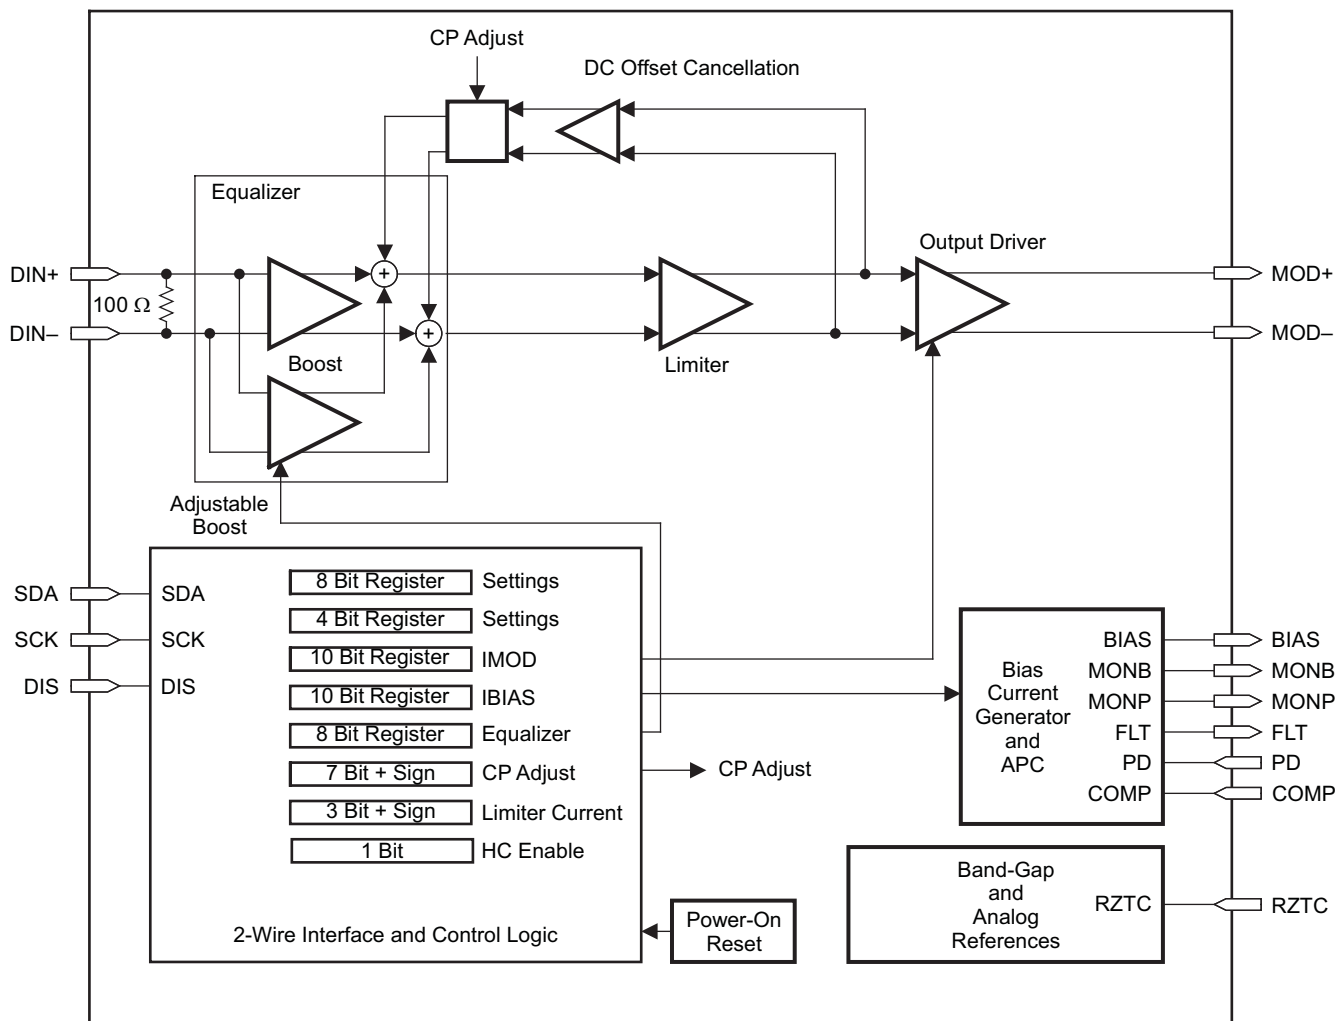 CP Adjust
DC Offset Cancellation
Equalizer
Output Driver
DIN+
+
MOD+
100 Ω
DIN–
+
MOD–
Boost
Limiter
Adjustable
Boost
SDA
SDA
8 Bit Register
Settings
4 Bit Register
Settings
SCK
SCK
10 Bit Register
IMOD
DIS
DIS
10 Bit Register
IBIAS
8 Bit Register
Equalizer
7 Bit + Sign
CP Adjust
CP Adjust
3 Bit + Sign
Limiter Current
1 Bit
HC Enable
2-Wire Interface and Control Logic
Power-On
Reset
Bias
Current
Generator
and
APC
BIAS
BIAS
MONB
MONB
MONP
MONP
FLT
FLT
PD
PD
COMP
COMP
Band-Gap
and
Analog
References
RZTC
RZTC